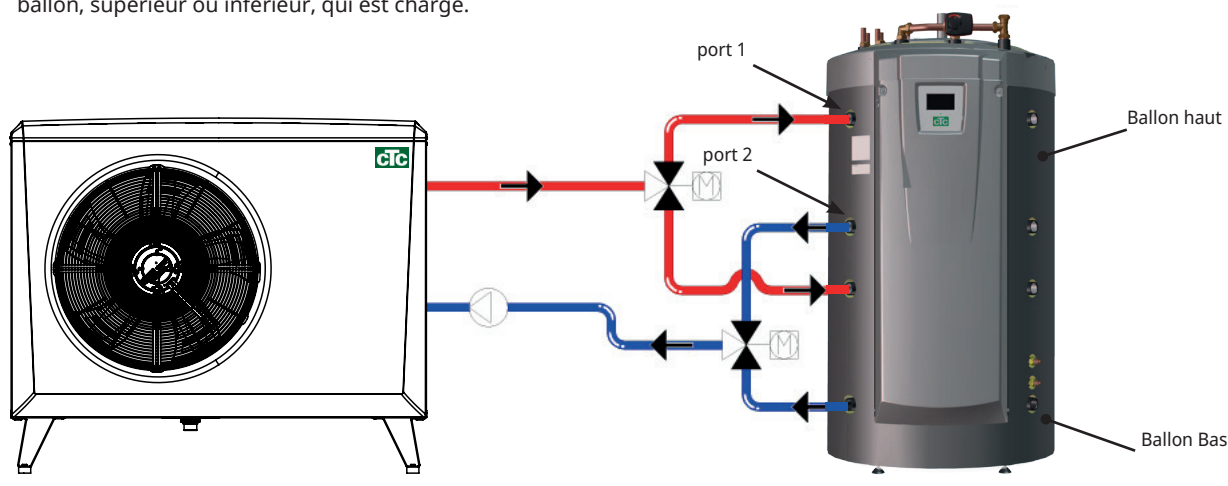 ballon, supérieur ou inférieur, qui est chargé.
port 1
Ballon haut
CTC
CTC
port 2
M
M
Ballon Bas